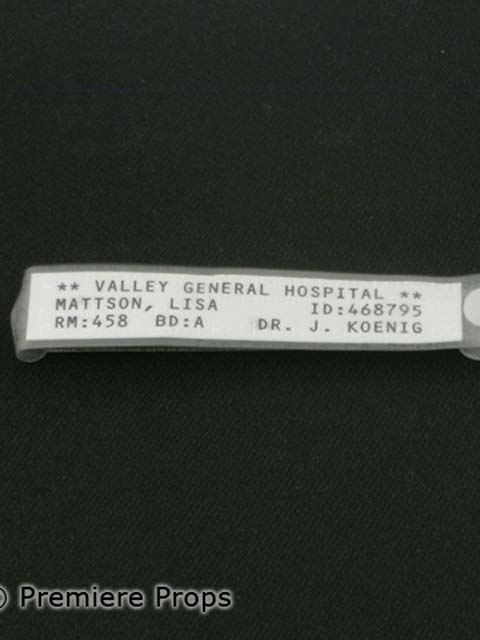 ** VALLEY GENERAL HOSPITAL **
MATTSON, LISA ID:468795
RM:458 BD:A DR. J. KOENIG
© Premiere Props